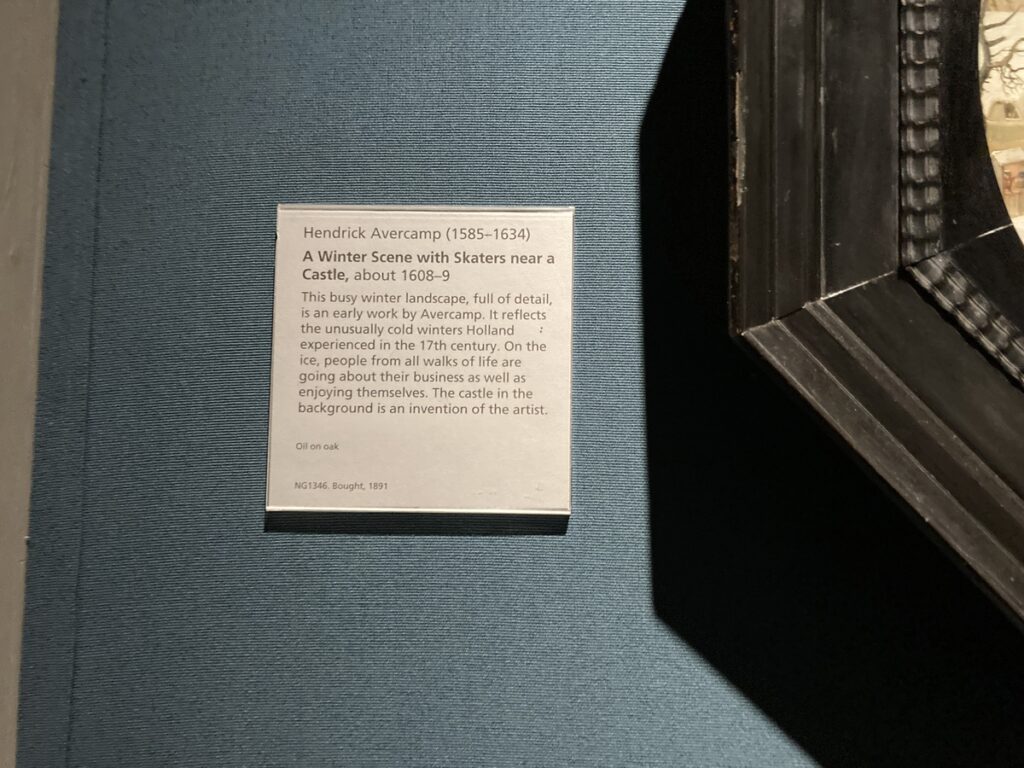 Hendrick Avercamp (1585–1634)
A Winter Scene with Skaters near a
Castle, about 1608–9
This busy winter landscape, full of detail,
is an early work by Avercamp. It reflects
the unusually cold winters Holland
experienced in the 17th century. On the
ice, people from all walks of life are
going about their business as well as
enjoying themselves. The castle in the
background is an invention of the artist.
Oil on oak
NG1346. Bought, 1891